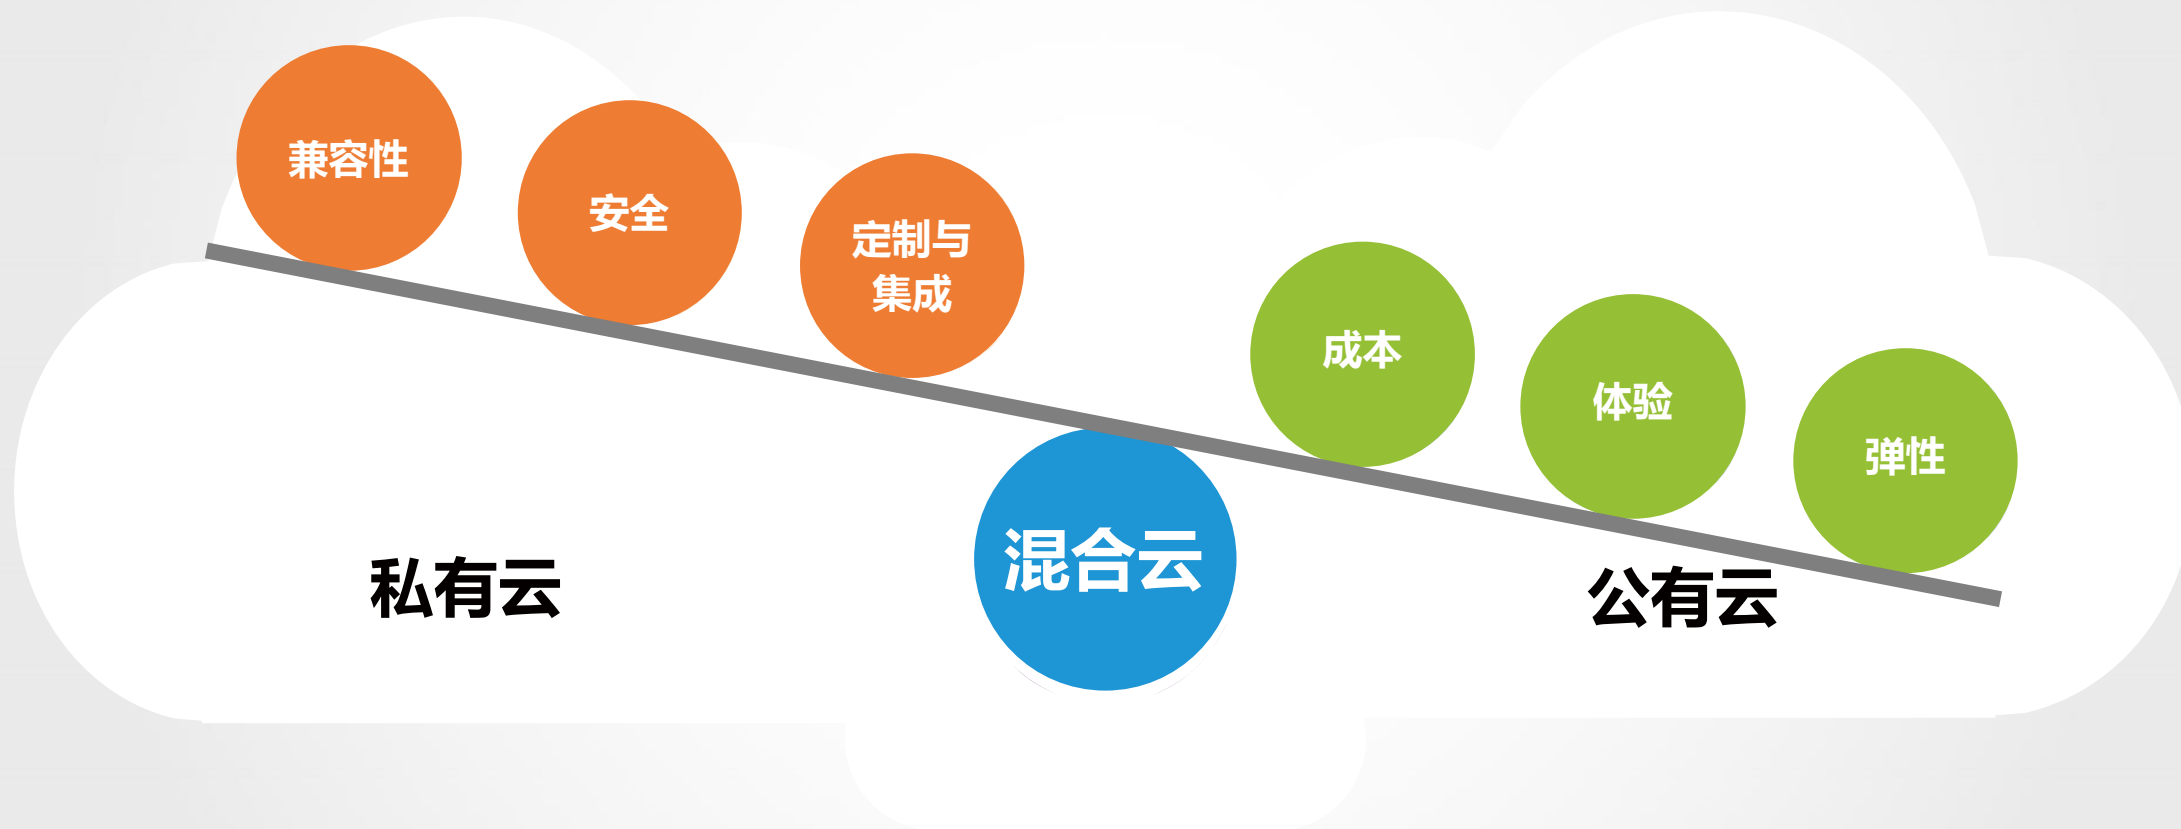 兼容性
安全
定制与
集成
成本
体验
弹性
私有云
混合云
公有云